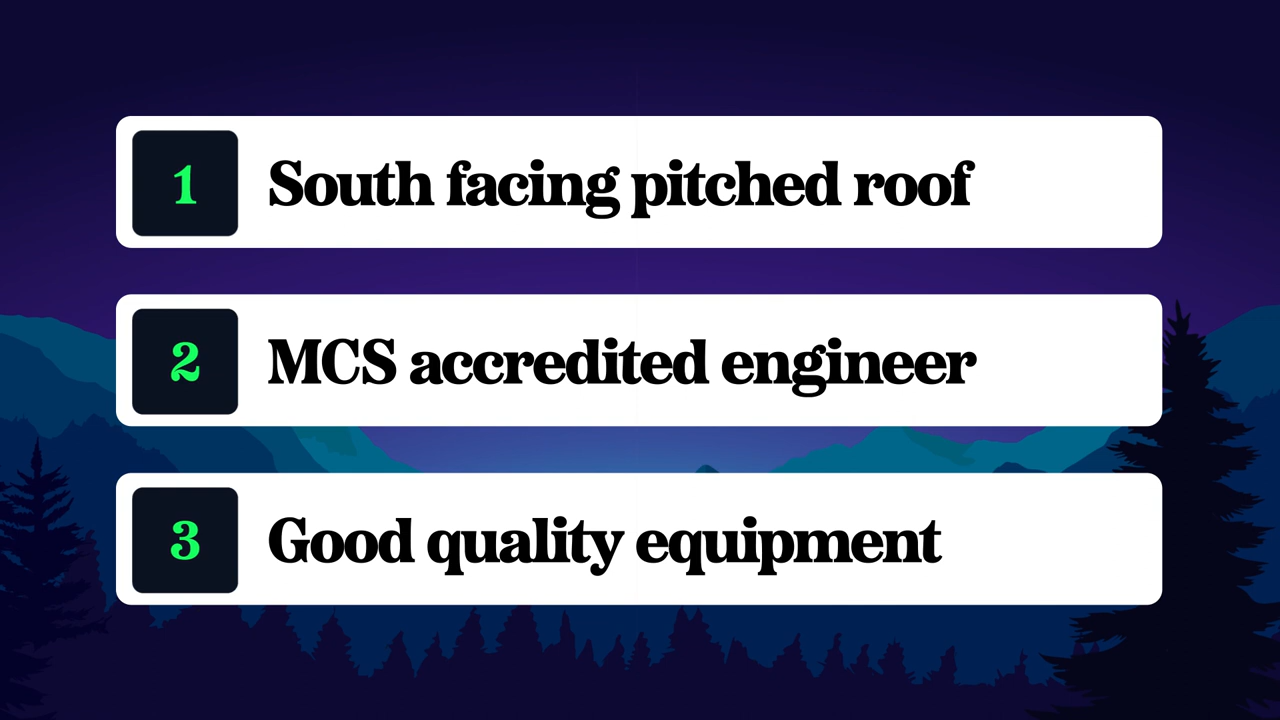 1 South facing pitched roof
2 MCS accredited engineer
3 Good quality equipment